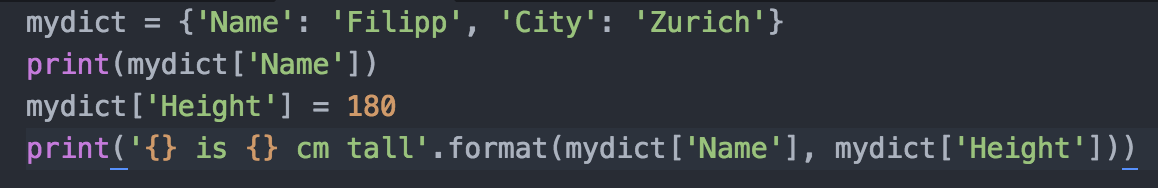 mydict = {'Name': 'Filipp', 'City': 'Zurich'}
print(mydict['Name'])
mydict['Height'] = 180
print('{} is {} cm tall'.format(mydict['Name'], mydict['Height']))